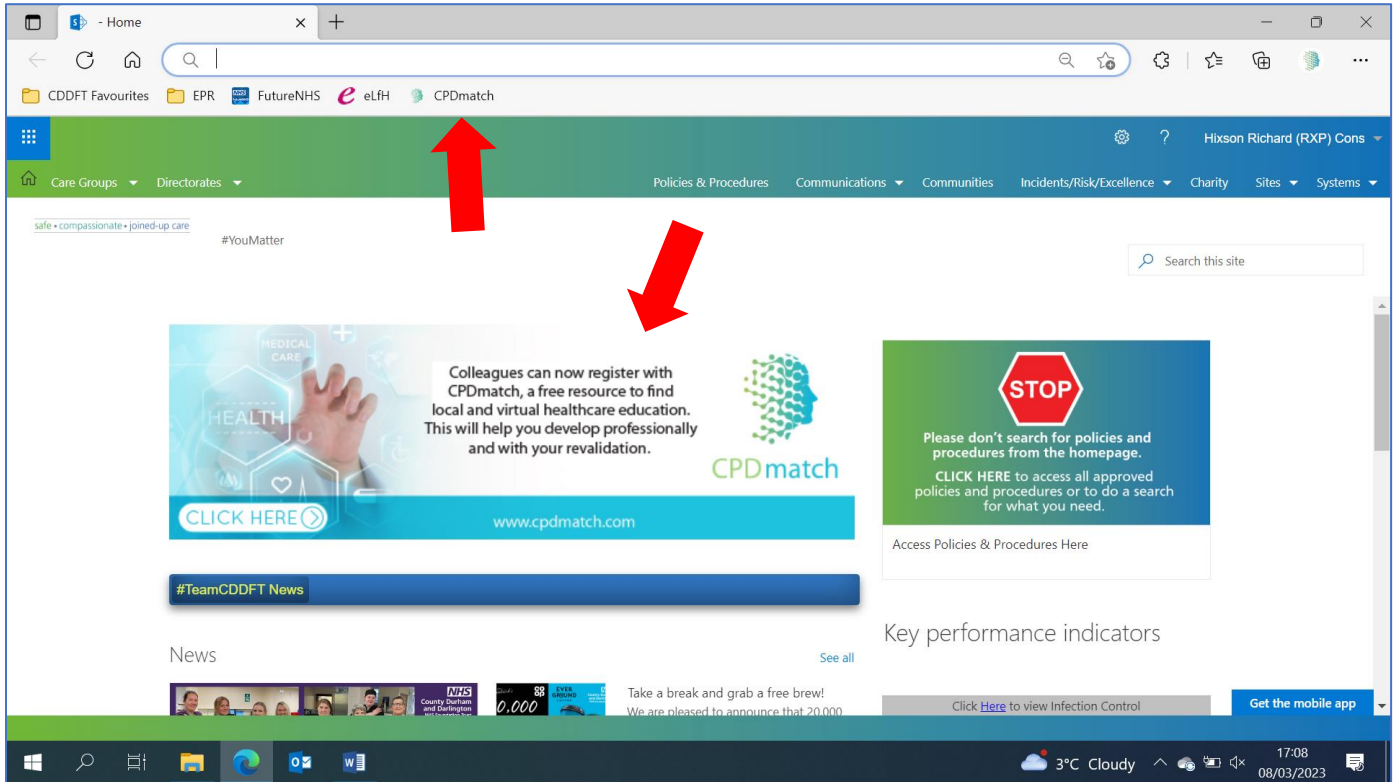 - Home
CDDFT Favourites EPR FutureNHS eLfH CPDmatch
Hixson Richard (RXP) Cons
Care Groups Directorates Policies & Procedures Communications Communities Incidents/Risk/Excellence Charity Sites Systems
safe • compassionate • joined-up care
#YouMatter
Search this site
MEDICAL
CARE
HEALTH
Colleagues can now register with
CPDmatch, a free resource to find
local and virtual healthcare education.
This will help you develop professionally
and with your revalidation.
CPDmatch
CLICK HERE
www.cpdmatch.com
STOP
Please don't search for policies and
procedures from the homepage.
CLICK HERE to access all approved
policies and procedures or to do a search
for what you need.
Access Policies & Procedures Here
#TeamCDDFT News
News
See all
NHS
County Durham
and Darlington
NHS Foundation Trust
0,000
EVER
GROUND
Take a break and grab a free brew!
We are pleased to announce that 20,000
Key performance indicators
Click Here to view Infection Control
Get the mobile app
3°C Cloudy
17:08
08/03/2023